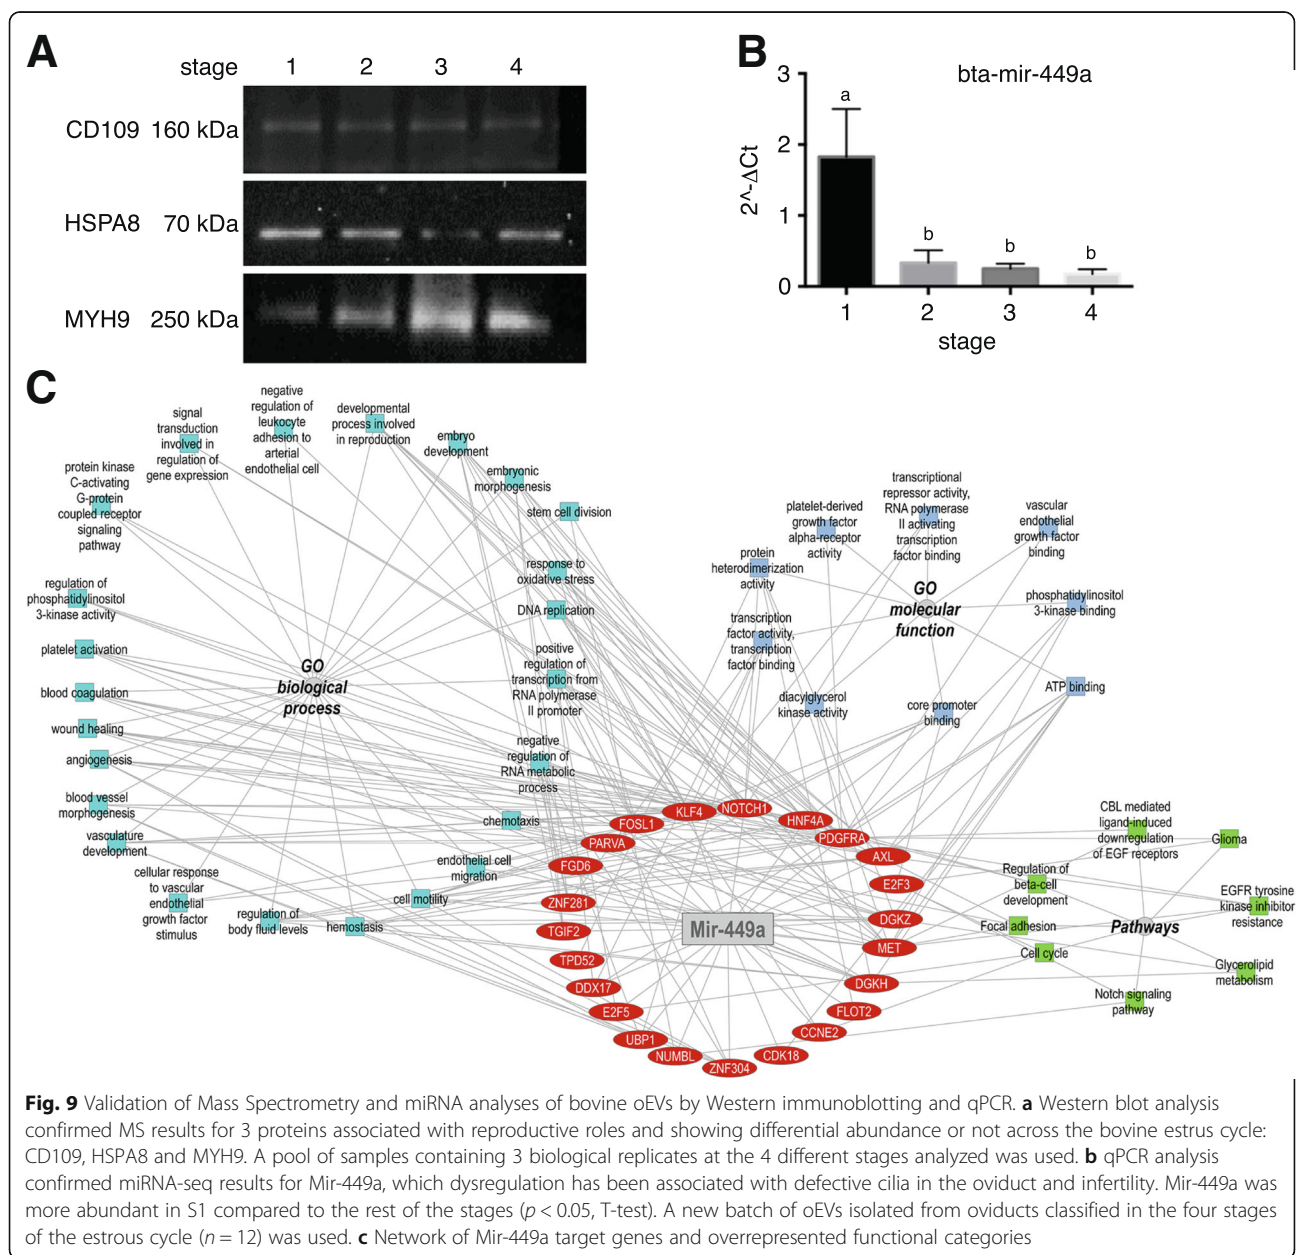 A
stage 1 2 3 4
CD109 160 kDa
HSPA8 70 kDa
MYH9 250 kDa
B
bta-mir-449a
2^-ΔCt
3
2
1
0
a
b
b
b
1 2 3 4
stage
C
signal
transduction
involved in
regulation of
gene expression
negative
regulation of
leukocyte
adhesion to
arterial
endothelial cell
developmental
process involved
in reproduction
embryo
development
embryonic
morphogenesis
stem cell division
protein kinase
C-activating
G-protein
coupled receptor
signaling
pathway
response to
oxidative stress
DNA replication
regulation of
phosphatidylinositol
3-kinase activity
platelet activation
blood coagulation
wound healing
angiogenesis
blood vessel
morphogenesis
vasculature
development
cellular response
to vascular
endothelial
growth factor
stimulus
regulation of
body fluid levels
hemostasis
cell motility
endothelial cell
migration
chemotaxis
negative
regulation of
RNA metabolic
process
positive
regulation of
transcription from
RNA polymerase
II promoter
GO
biological
process
platelet-derived
growth factor
alpha-receptor
activity
transcriptional
repressor activity,
RNA polymerase
II activating
transcription
factor binding
vascular
endothelial
growth factor
binding
protein
heterodimerization
activity
transcription
factor activity,
transcription
factor binding
GO
molecular
function
phosphatidylinositol
3-kinase binding
ATP binding
diacylglycerol
kinase activity
core promoter
binding
CBL mediated
ligand-induced
downregulation
of EGF receptors
Glioma
Regulation of
beta-cell
development
EGFR tyrosine
kinase inhibitor
resistance
Focal adhesion
Pathways
Cell cycle
Glycerolipid
metabolism
Notch signaling
pathway
Mir-449a
NOTCH1
KLF4
HNF4A
FOSL1
PDGFRA
PARVA
AXL
FGD6
E2F3
ZNF281
DGKZ
TGIF2
MET
TPD52
DGKH
DDX17
FLOT2
E2F5
CCNE2
UBP1
CDK18
NUMBL
ZNF304
Fig. 9 Validation of Mass Spectrometry and miRNA analyses of bovine oEVs by Western immunoblotting and qPCR. a Western blot analysis
confirmed MS results for 3 proteins associated with reproductive roles and showing differential abundance or not across the bovine estrus cycle:
CD109, HSPA8 and MYH9. A pool of samples containing 3 biological replicates at the 4 different stages analyzed was used. b qPCR analysis
confirmed miRNA-seq results for Mir-449a, which dysregulation has been associated with defective cilia in the oviduct and infertility. Mir-449a was
more abundant in S1 compared to the rest of the stages (p < 0.05, T-test). A new batch of oEVs isolated from oviducts classified in the four stages
of the estrous cycle (n = 12) was used. c Network of Mir-449a target genes and overrepresented functional categories